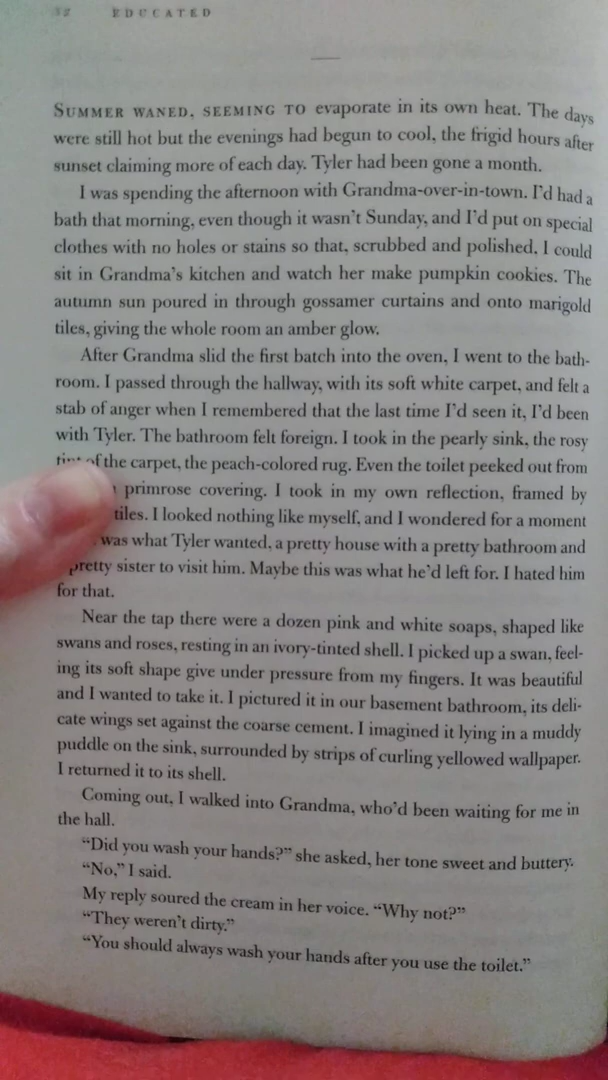 52 EDUCATED
SUMMER WANED, SEEMING TO evaporate in its own heat. The days
were still hot but the evenings had begun to cool, the frigid hours after
sunset claiming more of each day. Tyler had been gone a month.
I was spending the afternoon with Grandma-over-in-town. I'd had a
bath that morning, even though it wasn't Sunday, and I'd put on special
clothes with no holes or stains so that, scrubbed and polished, I could
sit in Grandma's kitchen and watch her make pumpkin cookies. The
autumn sun poured in through gossamer curtains and onto marigold
tiles, giving the whole room an amber glow.
After Grandma slid the first batch into the oven, I went to the bath-
room. I passed through the hallway, with its soft white carpet, and felt a
stab of anger when I remembered that the last time I'd seen it, I'd been
with Tyler. The bathroom felt foreign. I took in the pearly sink, the rosy
tint of the carpet, the peach-colored rug. Even the toilet peeked out from
primrose covering. I took in my own reflection, framed by
tiles. I looked nothing like myself, and I wondered for a moment
was what Tyler wanted, a pretty house with a pretty bathroom and
pretty sister to visit him. Maybe this was what he'd left for. I hated him
for that.
Near the tap there were a dozen pink and white soaps, shaped like
swans and roses, resting in an ivory-tinted shell. I picked up a swan, feel-
ing its soft shape give under pressure from my fingers. It was beautiful
and I wanted to take it. I pictured it in our basement bathroom, its deli-
cate wings set against the coarse cement. I imagined it lying in a muddy
puddle on the sink, surrounded by strips of curling yellowed wallpaper.
I returned it to its shell.
Coming out, I walked into Grandma, who'd been waiting for me in
the hall.
"Did you wash your hands?" she asked, her tone sweet and buttery.
"No," I said.
My reply soured the cream in her voice. "Why not?"
"They weren't dirty."
"You should always wash your hands after you use the toilet."